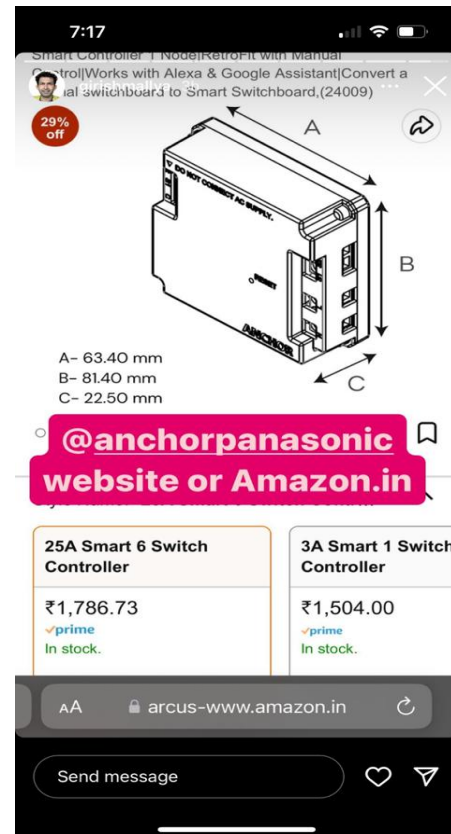 7:17
Smart Controller 1 Node|RetroFit with Manual
Control|Works with Alexa & Google Assistant|Convert a
switchboard to Smart Switchboard,(24009)
girishmallya
29%
off
A
DO NOT CONNECT AC SUPPLY.
RESET
B
ANCHOR
A- 63.40 mm
B- 81.40 mm
C- 22.50 mm
C
@anchorpanasonic
website or Amazon.in
25A Smart 6 Switch
Controller
₹1,786.73
prime
In stock.
3A Smart 1 Switch
Controller
₹1,504.00
prime
In stock.
AA
arcus-www.amazon.in
Send message